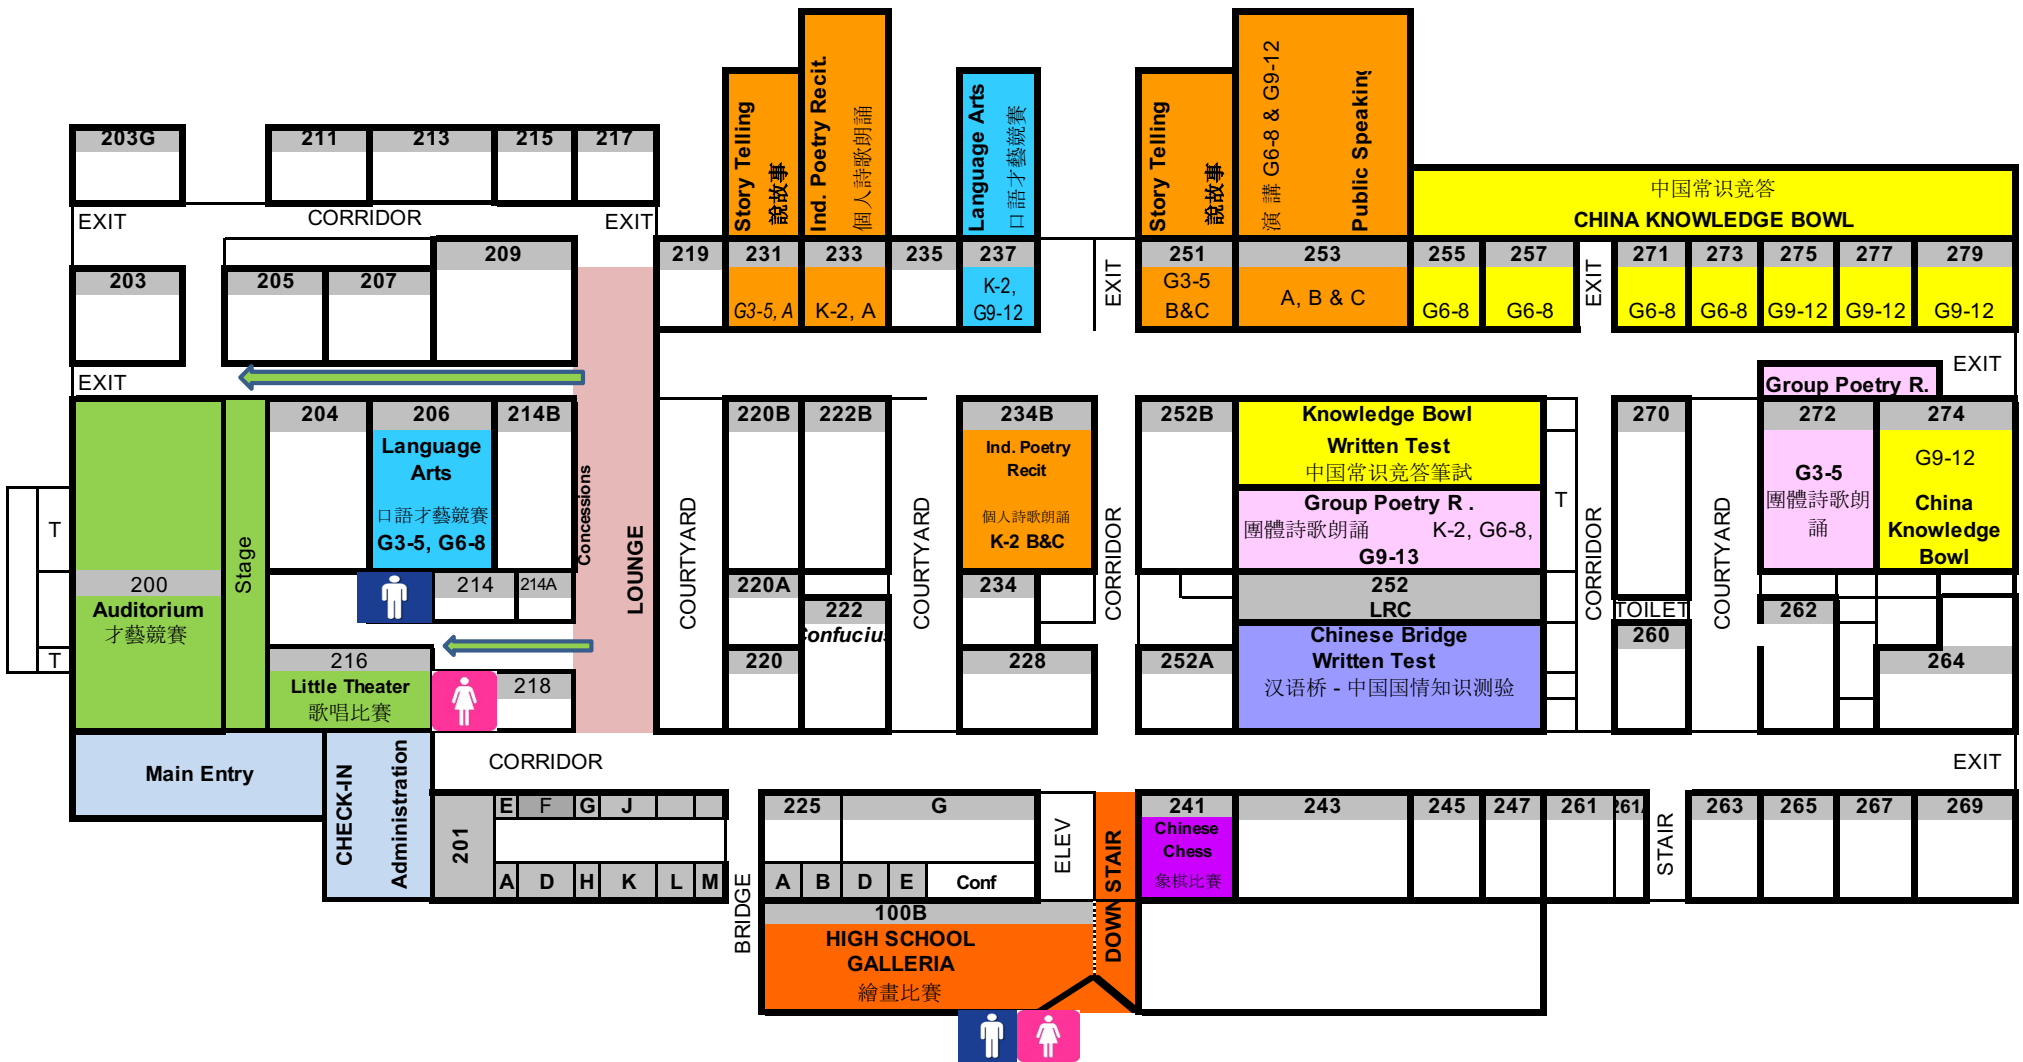 Story Telling
說故事
Ind. Poetry Recit.
個人詩歌朗誦
Language Arts
口語才藝競賽
Story Telling
說故事
演 講 G6-8 & G9-12
Public Speaking
中国常识竞答
CHINA KNOWLEDGE BOWL
203G
211
213
215
217
EXIT
CORRIDOR
EXIT
203
205
207
209
219
231
G3-5, A
233
K-2, A
235
237
K-2,
G9-12
EXIT
251
G3-5
B&C
253
A, B & C
255
G6-8
257
G6-8
EXIT
271
G6-8
273
G6-8
275
G9-12
277
G9-12
279
G9-12
EXIT
EXIT
T
T
200
Auditorium
才藝競賽
Stage
204
206
Language
Arts
口語才藝競賽
G3-5, G6-8
214B
214
214A
216
Little Theater
歌唱比賽
218
Concessions
LOUNGE
COURTYARD
220B
220A
220
222B
222
COURTYARD
234B
Ind. Poetry
Recit
個人詩歌朗誦
K-2 B&C
234
228
CORRIDOR
252B
252A
Knowledge Bowl
Written Test
中国常识竞答筆試
Group Poetry R .
團體詩歌朗誦 K-2, G6-8,
G9-13
252
LRC
Chinese Bridge
Written Test
汉语桥 - 中国国情知识测验
T
CORRIDOR
270
TOILET
260
COURTYARD
Group Poetry R.
272
G3-5
團體詩歌朗
誦
262
274
G9-12
China
Knowledge
Bowl
264
Main Entry
CHECK-IN
Administration
CORRIDOR
EXIT
201
E
F
G
J
A
D
H
K
L
M
BRIDGE
225
G
A
B
D
E
Conf
ELEV
DOWN STAIR
100B
HIGH SCHOOL
GALLERIA
繪畫比賽
241
Chinese
Chess
象棋比賽
243
245
247
261
STAIR
263
265
267
269